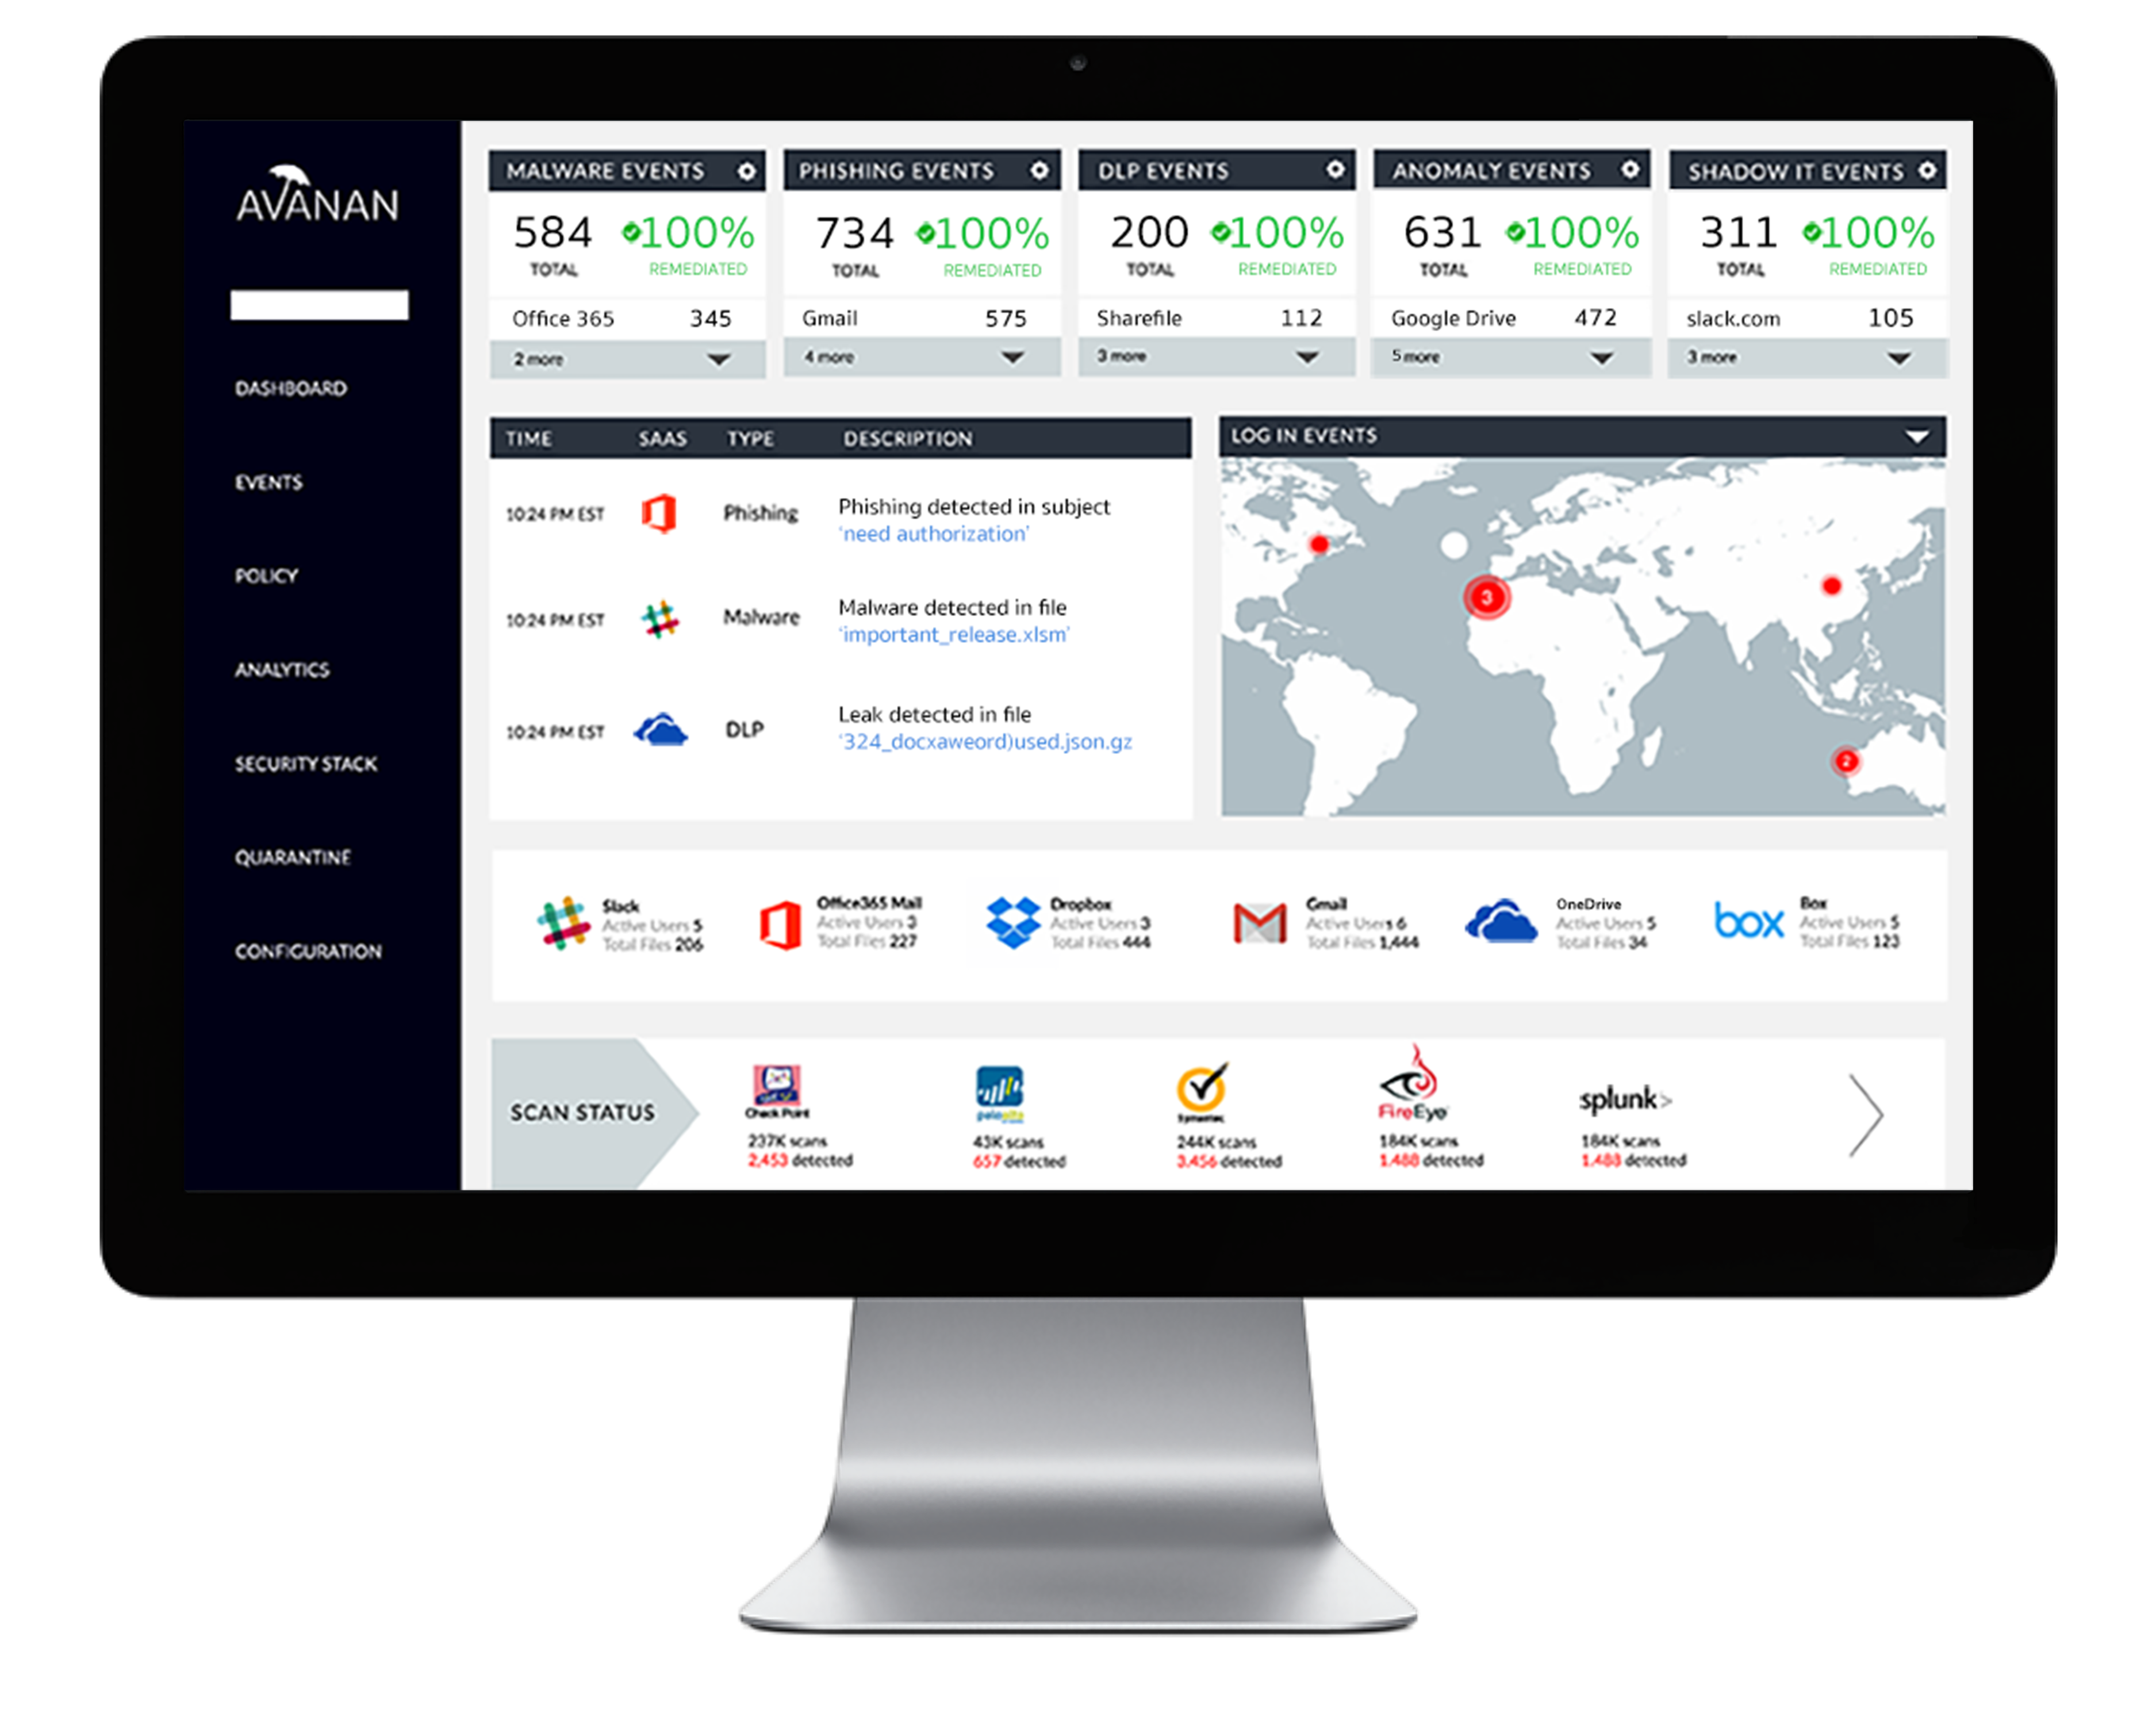 AVANAN
DASHBOARD
EVENTS
POLICY
ANALYTICS
SECURITY STACK
QUARANTINE
CONFIGURATION
MALWARE EVENTS
584 100%
TOTAL REMEDIATED
Office 365 345
2 more
PHISHING EVENTS
734 100%
TOTAL REMEDIATED
Gmail 575
4 more
DLP EVENTS
200 100%
TOTAL REMEDIATED
Sharefile 112
3 more
ANOMALY EVENTS
631 100%
TOTAL REMEDIATED
Google Drive 472
5 more
SHADOW IT EVENTS
311 100%
TOTAL REMEDIATED
slack.com 105
3 more
TIME SAAS TYPE DESCRIPTION
10:24 PM EST Phishing Phishing detected in subject
'need authorization'
10:24 PM EST Malware Malware detected in file
'important_release.xlsm'
10:24 PM EST DLP Leak detected in file
'324_docxaweord)used.json.gz
LOG IN EVENTS
3
2
Slack
Active Users 5
Total Files 206
Office365 Mail
Active Users 3
Total Files 227
Dropbox
Active Users 3
Total Files 444
Gmail
Active Users 6
Total Files 1,444
OneDrive
Active Users 5
Total Files 34
box
Box
Active Users 5
Total Files 123
SCAN STATUS
Check Point
237K scans
2,453 detected
paloalto
43K scans
657 detected
Symantec
244K scans
3,456 detected
FireEye
184K scans
1,488 detected
splunk>
184K scans
1,488 detected